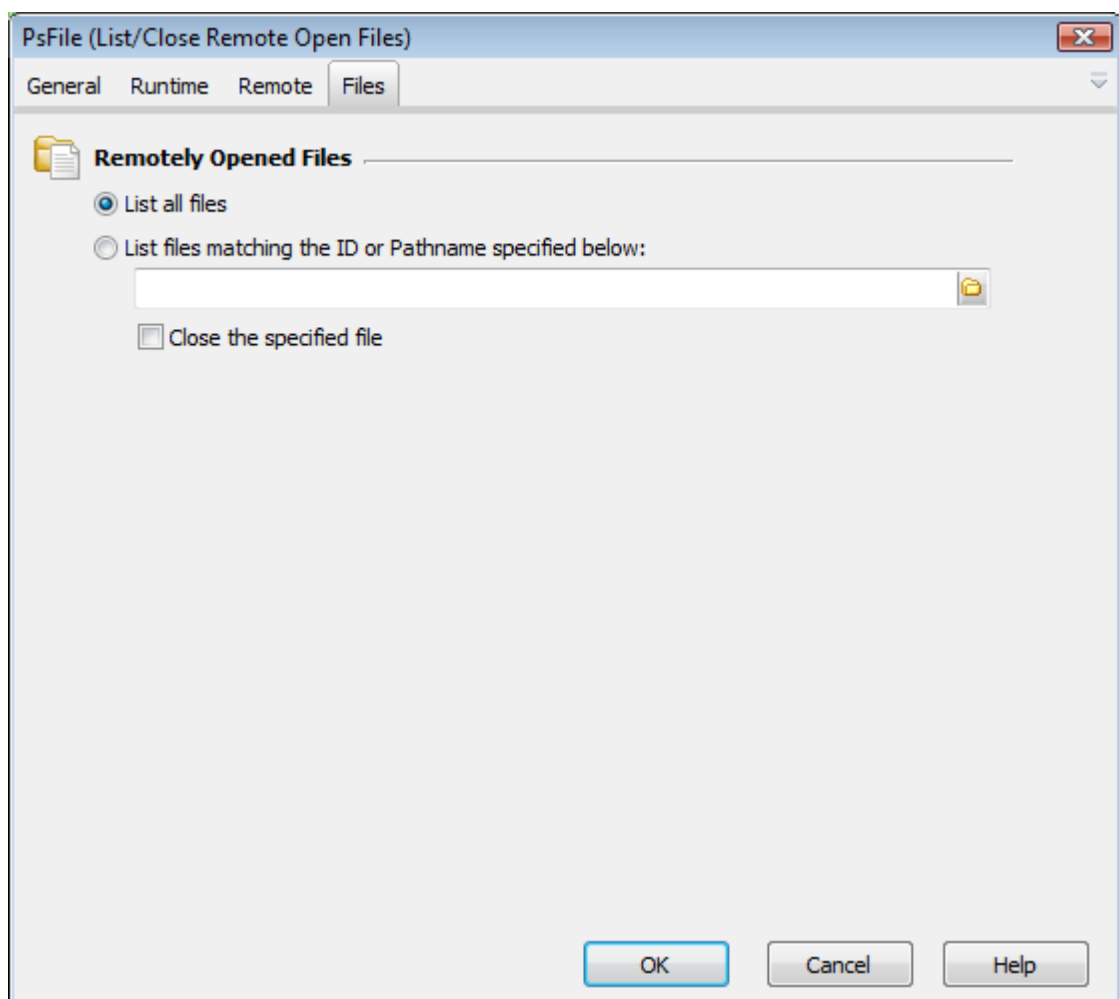 PsFile (List/Close Remote Open Files)
General Runtime Remote Files
Remotely Opened Files
List all files
List files matching the ID or Pathname specified below:
Close the specified file
OK Cancel Help